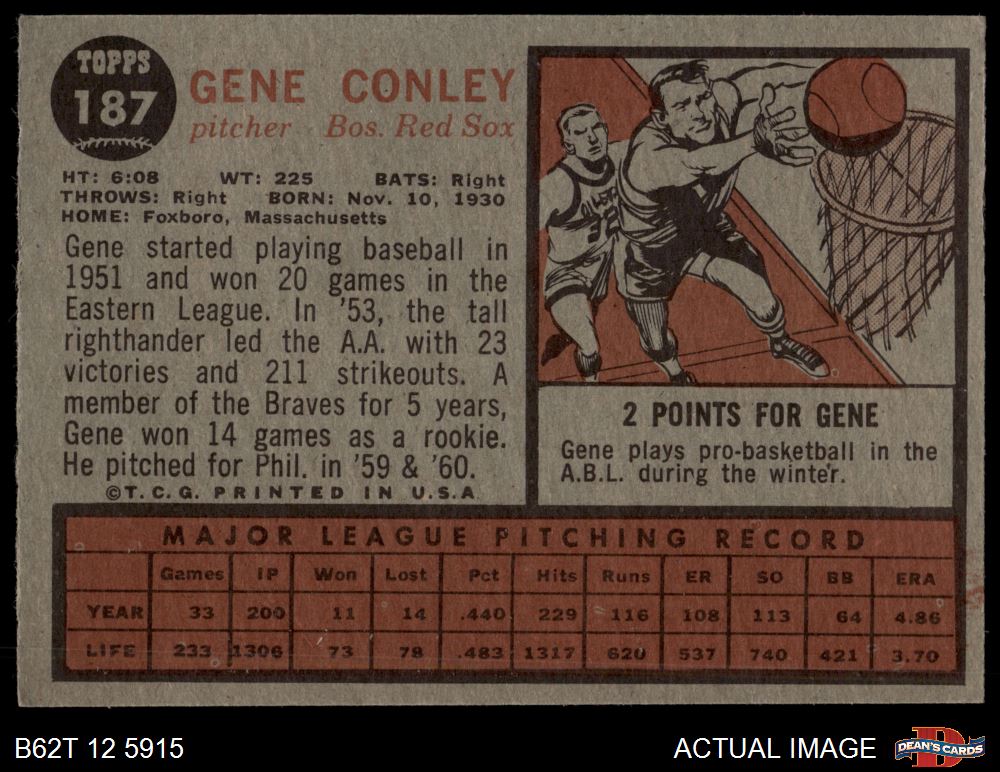 TOPPS
187
GENE CONLEY
pitcher Bos. Red Sox
HT: 6:08 WT: 225 BATS: Right
THROWS: Right BORN: Nov. 10, 1930
HOME: Foxboro, Massachusetts
Gene started playing baseball in
1951 and won 20 games in the
Eastern League. In '53, the tall
righthander led the A.A. with 23
victories and 211 strikeouts. A
member of the Braves for 5 years,
Gene won 14 games as a rookie.
He pitched for Phil. in '59 & '60.
©T.C.G. PRINTED IN U.S.A.
2 POINTS FOR GENE
Gene plays pro-basketball in the
A.B.L. during the winter.
MAJOR LEAGUE PITCHING RECORD
Games IP Won Lost Pct Hits Runs ER SO BB ERA
YEAR 33 200 11 14 .440 229 116 108 113 64 4.86
LIFE 233 1306 73 78 .483 1317 620 537 740 421 3.70
B62T 12 5915
ACTUAL IMAGE
D
DEAN'S CARDS